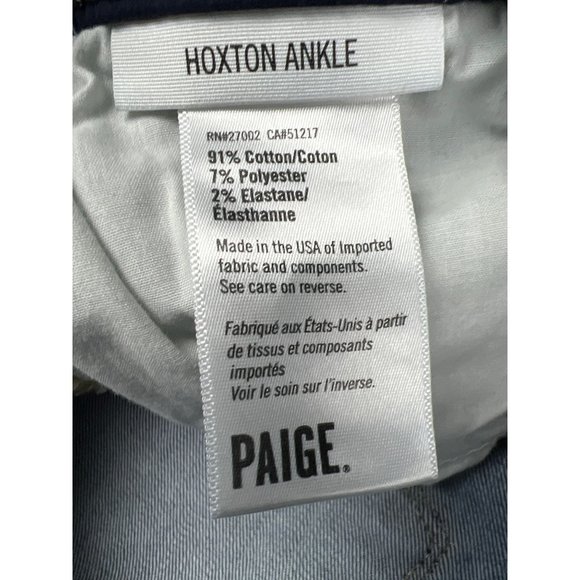 HOXTON ANKLE
RN#27002 CA#51217
91% Cotton/Coton
7% Polyester
2% Elastane/
Élasthanne
Made in the USA of Imported
fabric and components.
See care on reverse.
Fabriqué aux États-Unis à partir
de tissus et composants
importés
Voir le soin sur l'inverse.
PAIGE®